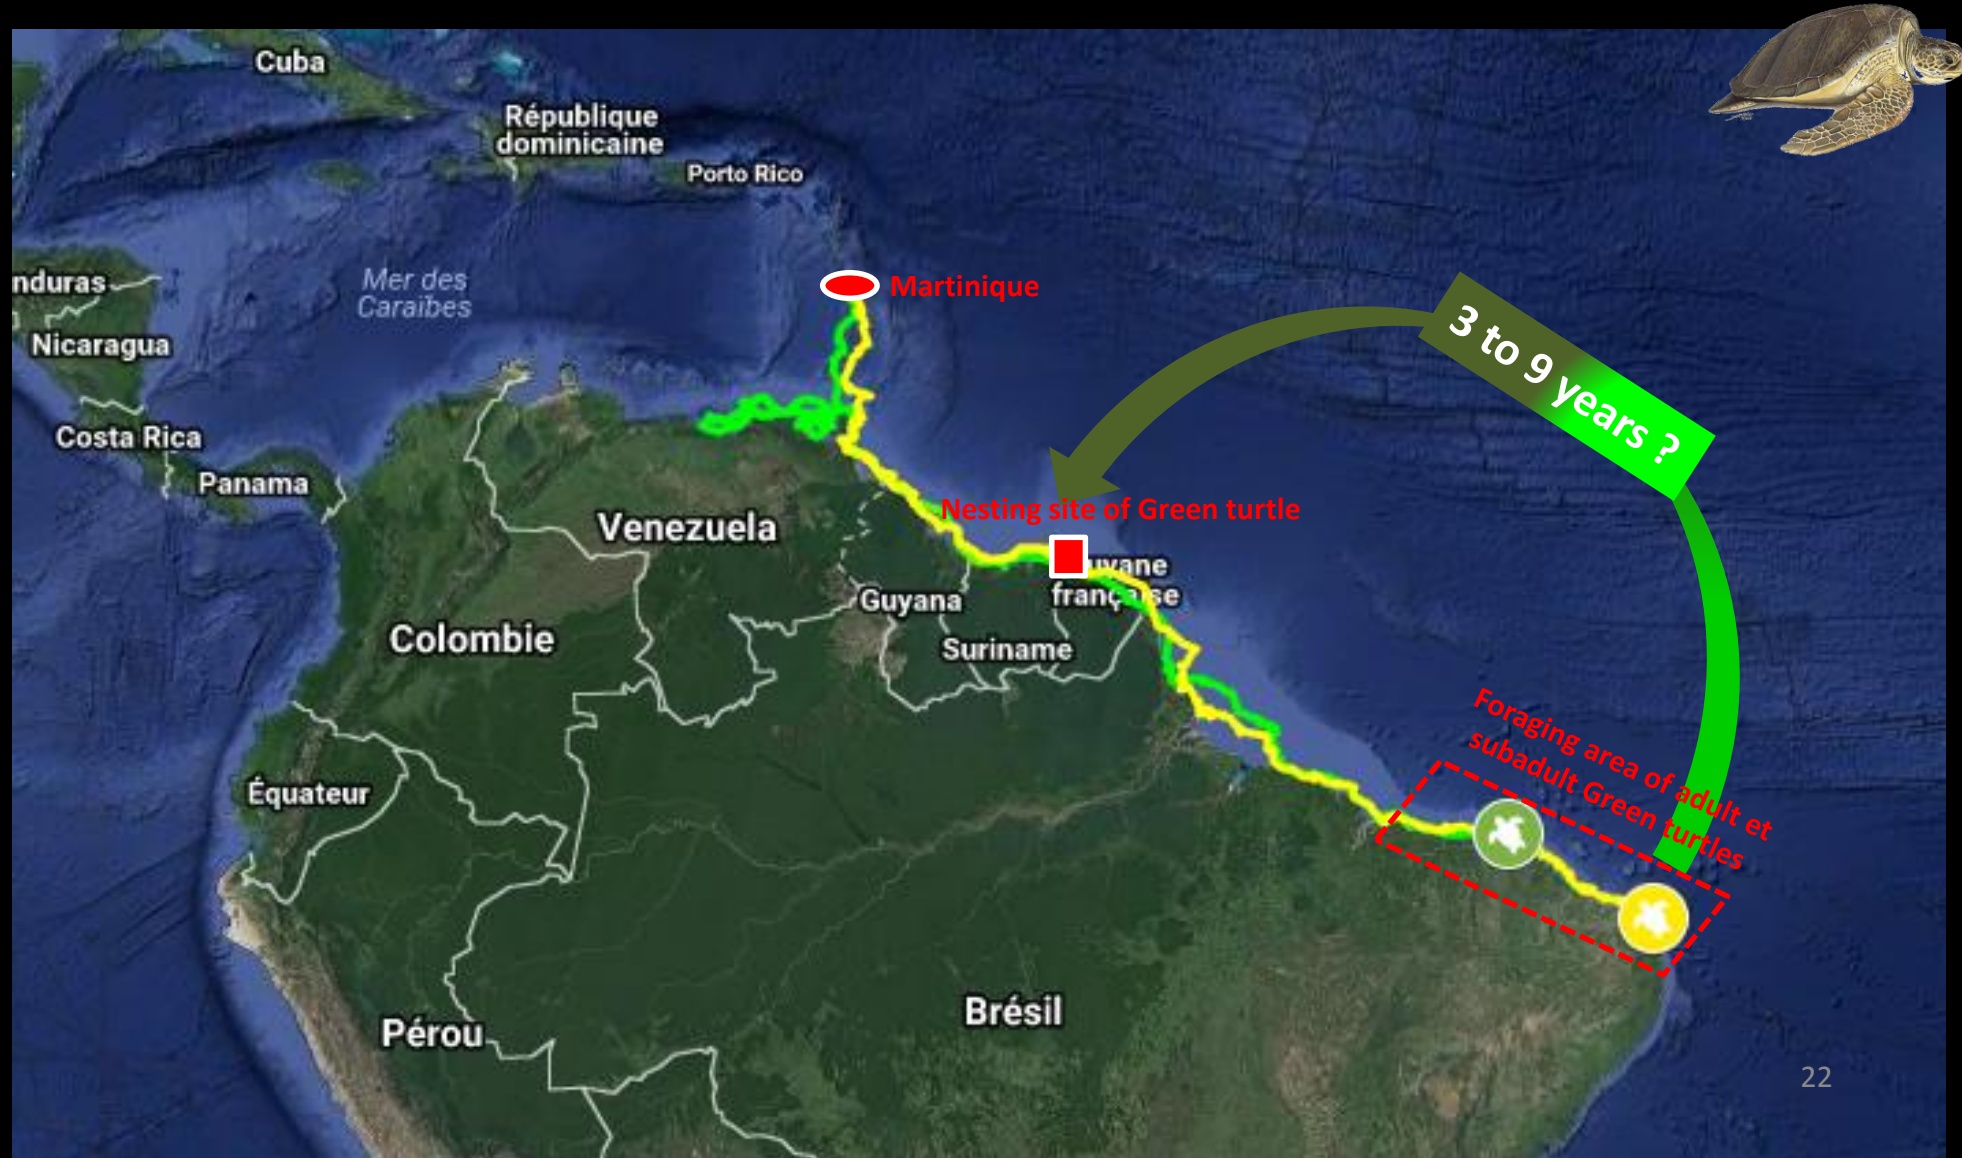 Cuba
République
dominicaine
Porto Rico
Mer des
Caraïbes
nduras
Martinique
Nicaragua
3 to 9 years ?
Costa Rica
Panama
Nesting site of Green turtle
Venezuela
uyane
française
Guyana
Colombie
Suriname
Foraging area of adult et
subadult Green turtles
Équateur
Brésil
Pérou
22